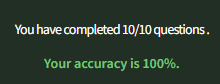 You have completed 10/10 questions .
Your accuracy is 100%.